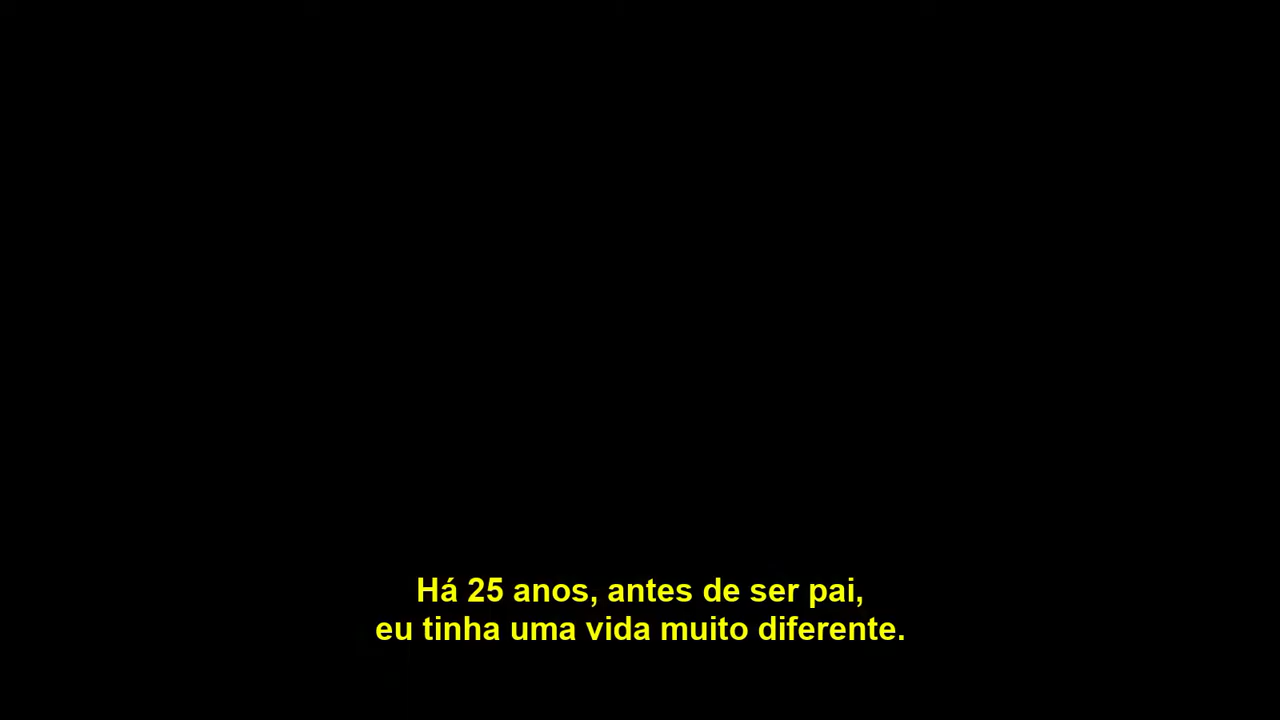 Há 25 anos, antes de ser pai,
eu tinha uma vida muito diferente.